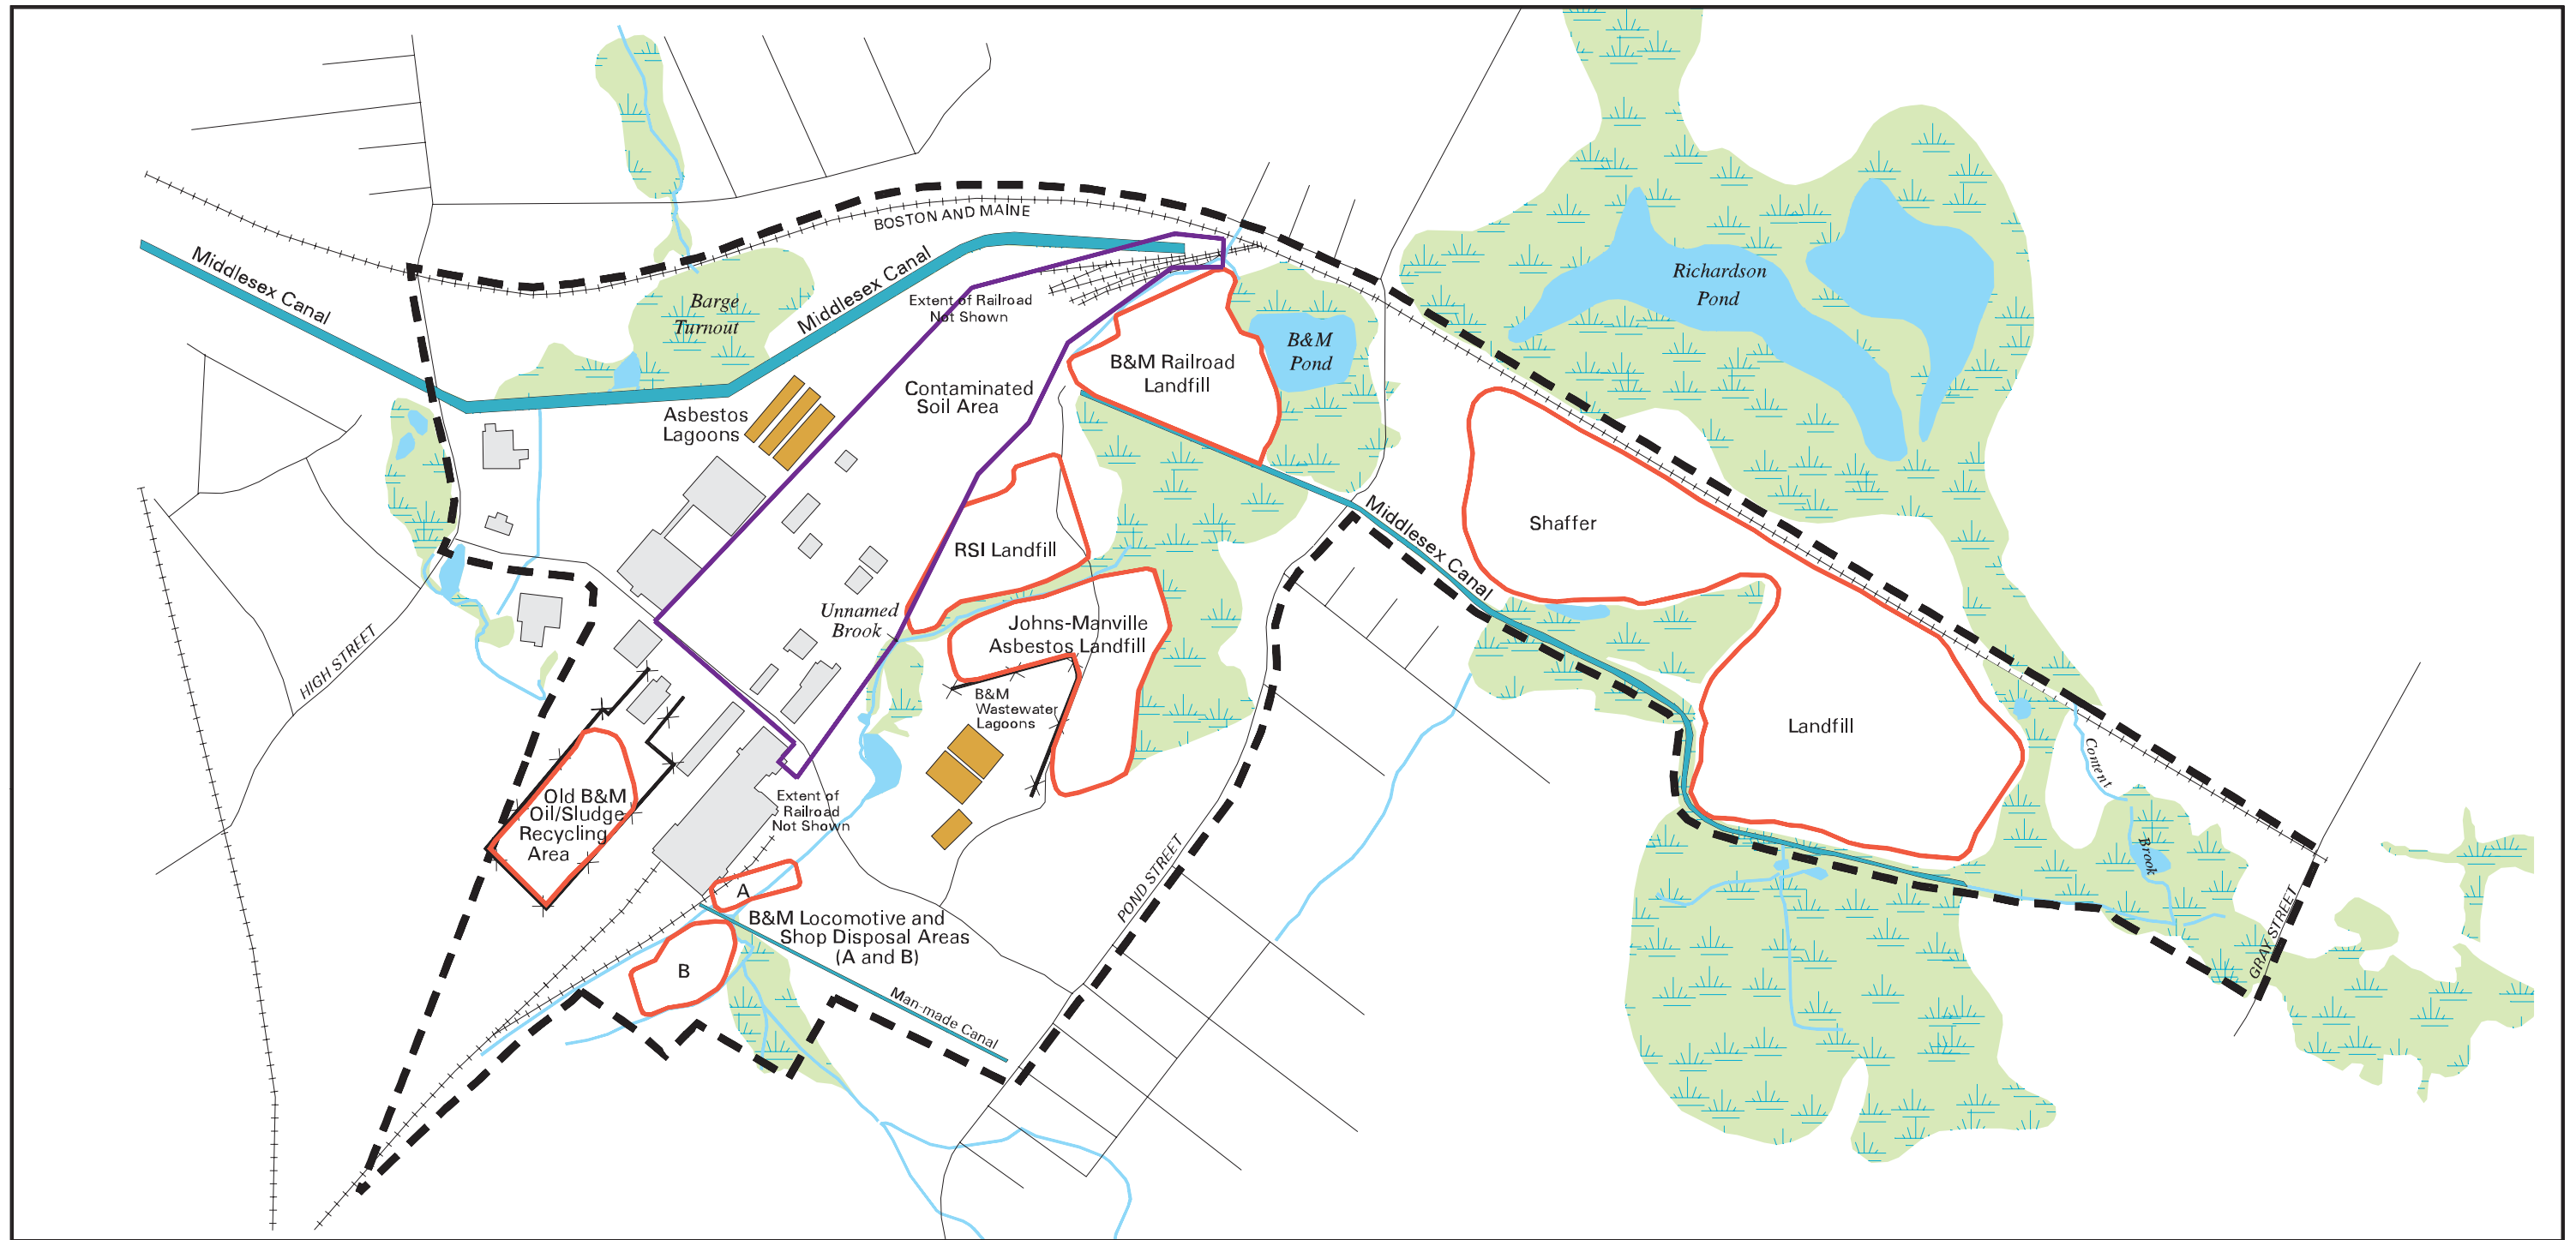 BOSTON AND MAINE
Middlesex Canal
Middlesex Canal
Barge
Turnout
Extent of Railroad
Not Shown
Richardson
Pond
B&M
Pond
B&M Railroad
Landfill
Contaminated
Soil Area
Asbestos
Lagoons
Middlesex Canal
Shaffer
RSI Landfill
Unnamed
Brook
Johns-Manville
Asbestos Landfill
HIGH STREET
B&M
Wastewater
Lagoons
Landfill
Content
Brook
Extent of
Railroad
Not Shown
Old B&M
Oil/Sludge
Recycling
Area
POND STREET
GRAY STREET
A
B&M Locomotive and
Shop Disposal Areas
(A and B)
B
Man-made Canal